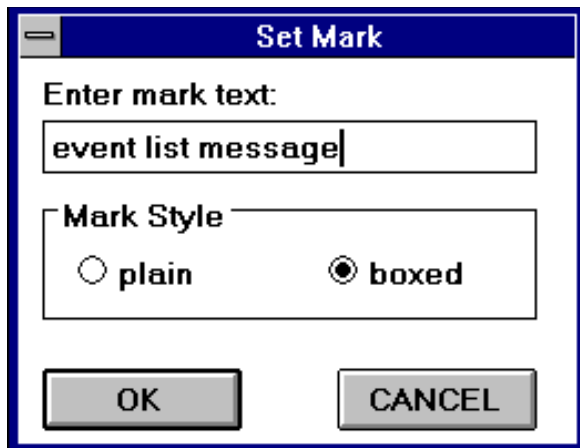 Set Mark
Enter mark text:
event list message
Mark Style
plain boxed
OK CANCEL